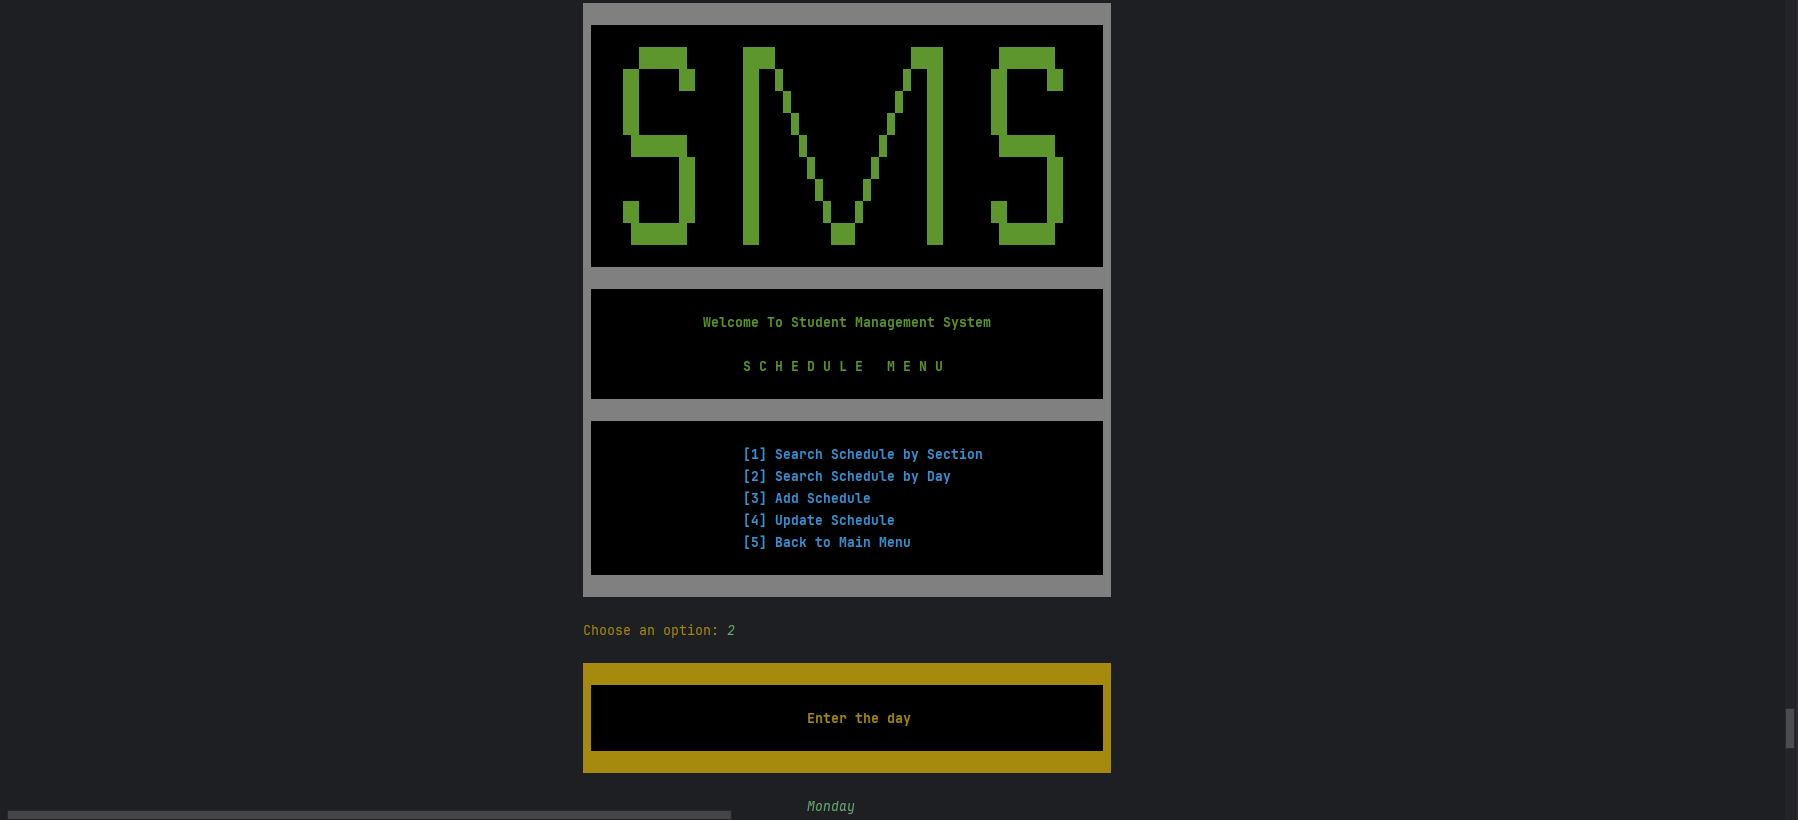 SMS
Welcome To Student Management System
S C H E D U L E   M E N U
[1] Search Schedule by Section
[2] Search Schedule by Day
[3] Add Schedule
[4] Update Schedule
[5] Back to Main Menu
Choose an option: 2
Enter the day
Monday